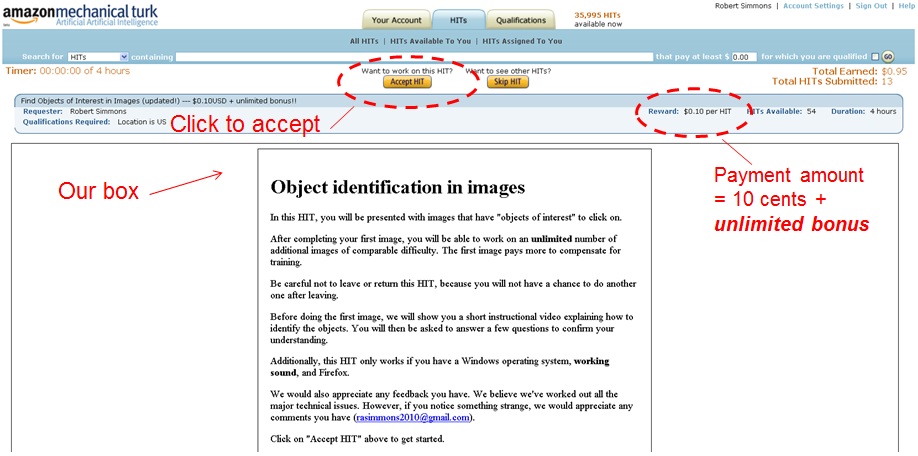 amazonmechanical turk
beta
Artificial Artificial Intelligence
Your Account
HITs
Qualifications
35,995 HITs
available now
Robert Simmons | Account Settings | Sign Out | Help
All HITs | HITs Available To You | HITs Assigned To You
Search for HITs containing that pay at least $ 0.00 for which you are qualified GO
Timer: 00:00:00 of 4 hours
Want to work on this HIT?
Accept HIT
Want to see other HITs?
Skip HIT
Total Earned: $0.95
Total HITs Submitted: 13
Find Objects of Interest in Images (updated!) --- $0.10USD + unlimited bonus!!
Requester: Robert Simmons
Reward: $0.10 per HIT
HITs Available: 54
Duration: 4 hours
Qualifications Required: Location is US
Click to accept
Our box
Payment amount
= 10 cents +
unlimited bonus
Object identification in images
In this HIT, you will be presented with images that have "objects of interest" to click on.
After completing your first image, you will be able to work on an unlimited number of
additional images of comparable difficulty. The first image pays more to compensate for
training.
Be careful not to leave or return this HIT, because you will not have a chance to do another
one after leaving.
Before doing the first image, we will show you a short instructional video explaining how to
identify the objects. You will then be asked to answer a few questions to confirm your
understanding.
Additionally, this HIT only works if you have a Windows operating system, working
sound, and Firefox.
We would also appreciate any feedback you have. We believe we've worked out all the
major technical issues. However, if you notice something strange, we would appreciate any
comments you have (rasimmons2010@gmail.com).
Click on "Accept HIT" above to get started.